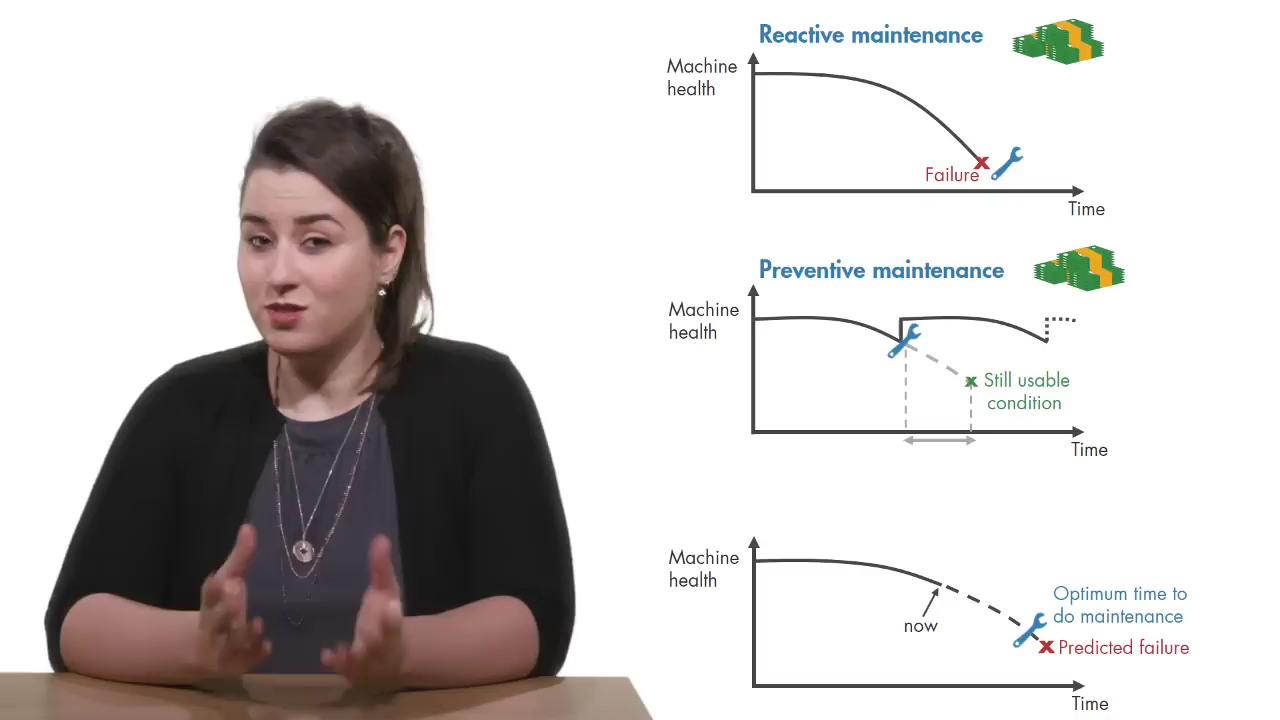 Reactive maintenance
Machine
health
Failure
Time
Preventive maintenance
Machine
health
Still usable
condition
Time
Machine
health
now
Optimum time to
do maintenance
Predicted failure
Time